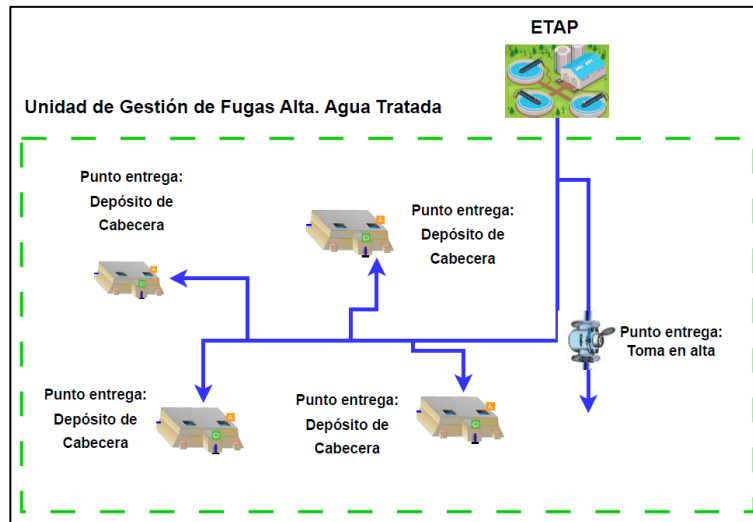 ETAP
Unidad de Gestión de Fugas Alta. Agua Tratada
Punto entrega:
Depósito de
Cabecera
Punto entrega:
Depósito de
Cabecera
Punto entrega:
Toma en alta
Punto entrega:
Depósito de
Cabecera
Punto entrega:
Depósito de
Cabecera